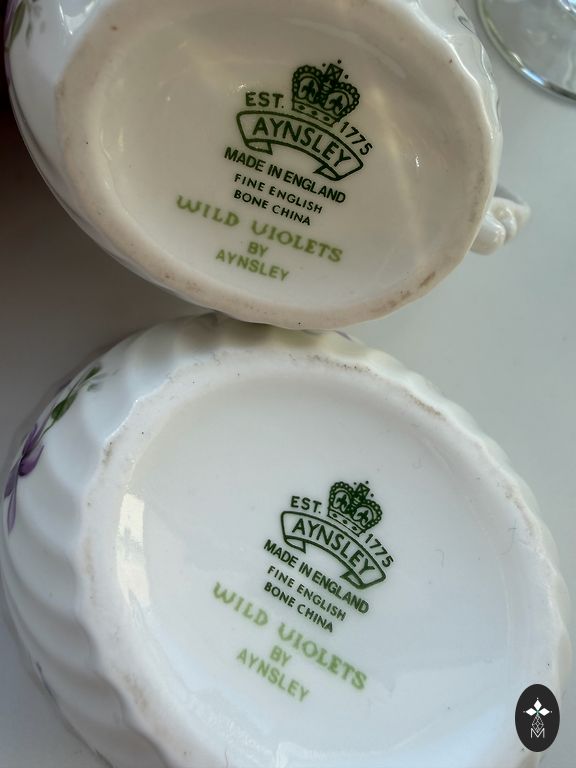 EST. 1775
AYNSLEY
MADE IN ENGLAND
FINE ENGLISH
BONE CHINA
WILD VIOLETS
BY
AYNSLEY
EST. 1775
AYNSLEY
MADE IN ENGLAND
FINE ENGLISH
BONE CHINA
WILD VIOLETS
BY
AYNSLEY
M